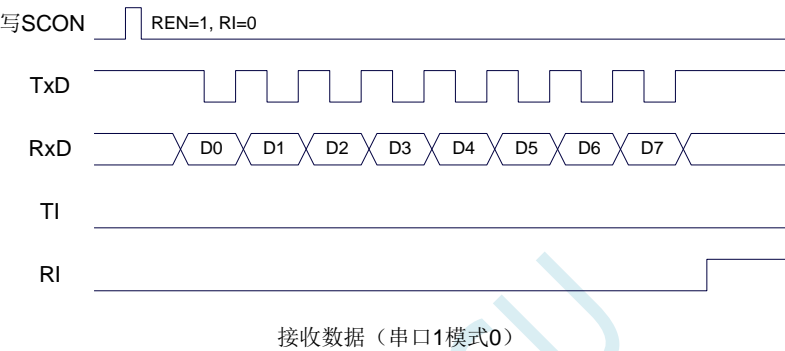 写SCON REN=1, RI=0
TxD
RxD D0 D1 D2 D3 D4 D5 D6 D7
TI
RI
接收数据（串口1模式0）